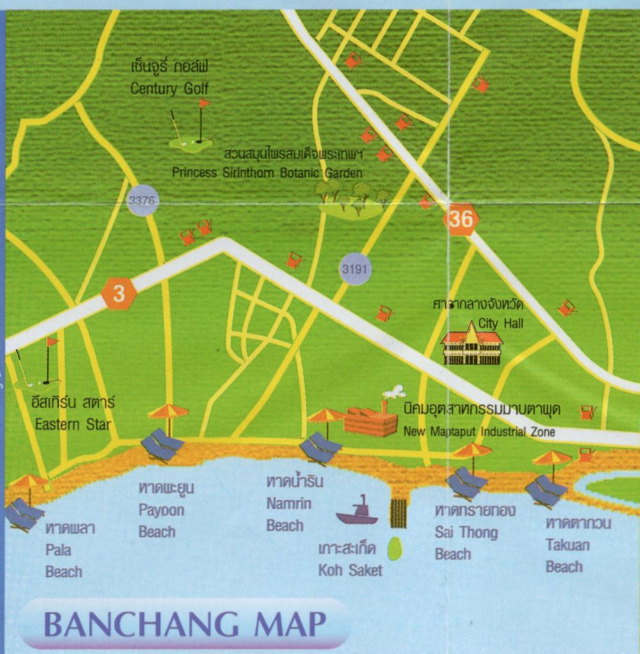 เซ็นจูรี่ กอล์ฟ
Century Golf
สวนสมุนไพรสมเด็จพระเทพฯ
Princess Sirinthorn Botanic Garden
3376
36
3191
3
ศาลากลางจังหวัด
City Hall
อีสเทิร์น สตาร์
Eastern Star
นิคมอุตสาหกรรมมาบตาพุด
New Maptaput Industrial Zone
หาดพะยูน
Payoon
Beach
หาดน้ำริน
Namrin
Beach
หาดพลา
Pala
Beach
เกาะสะเก็ด
Koh Saket
หาดทรายทอง
Sai Thong
Beach
หาดตากวน
Takuan
Beach
BANCHANG MAP